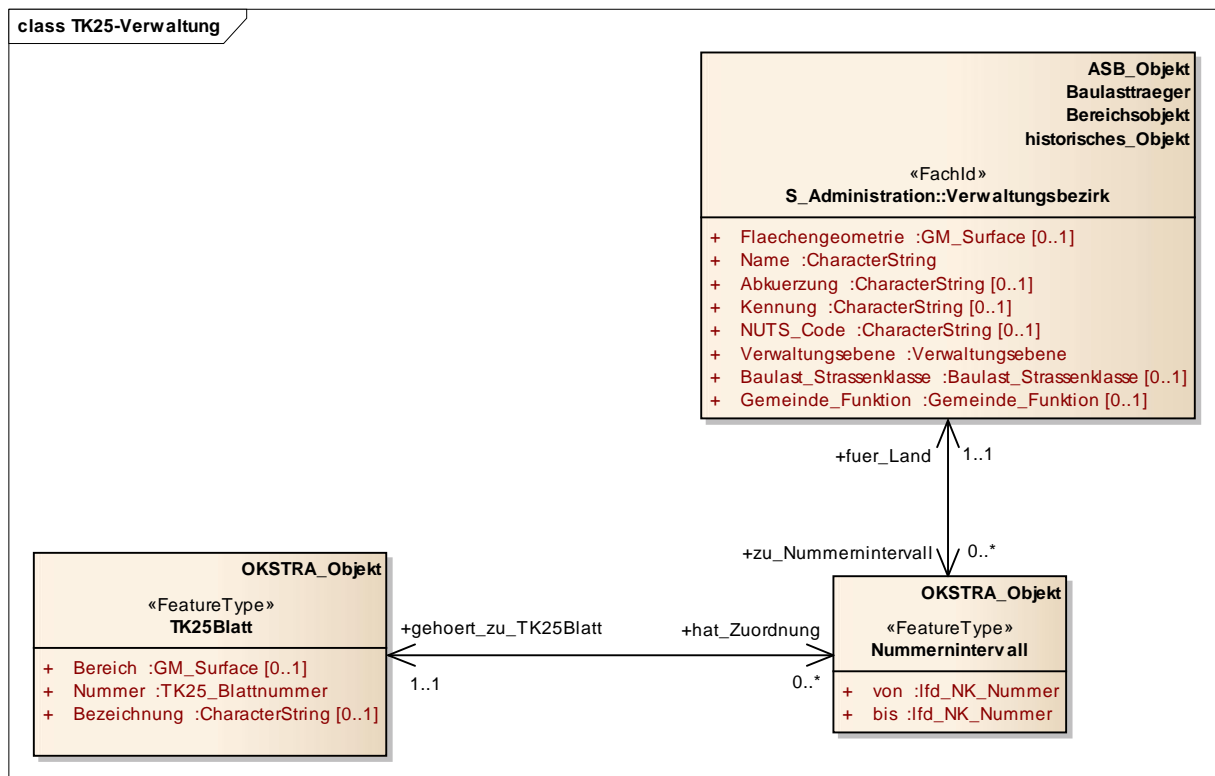 class TK25-Verwaltung
ASB_Objekt
Baulasttraeger
Bereichsobjekt
historisches_Objekt
«FachId»
S_Administration::Verwaltungsbezirk
+ Flaechengeometrie :GM_Surface [0..1]
+ Name :CharacterString
+ Abkuerzung :CharacterString [0..1]
+ Kennung :CharacterString [0..1]
+ NUTS_Code :CharacterString [0..1]
+ Verwaltungsebene :Verwaltungsebene
+ Baulast_Strassenklasse :Baulast_Strassenklasse [0..1]
+ Gemeinde_Funktion :Gemeinde_Funktion [0..1]
+fuer_Land 1..1
+zu_Nummernintervall 0..*
OKSTRA_Objekt
«FeatureType»
TK25Blatt
+ Bereich :GM_Surface [0..1]
+ Nummer :TK25_Blattnummer
+ Bezeichnung :CharacterString [0..1]
+gehoert_zu_TK25Blatt +hat_Zuordnung
1..1 0..*
OKSTRA_Objekt
«FeatureType»
Nummernintervall
+ von :lfd_NK_Nummer
+ bis :lfd_NK_Nummer